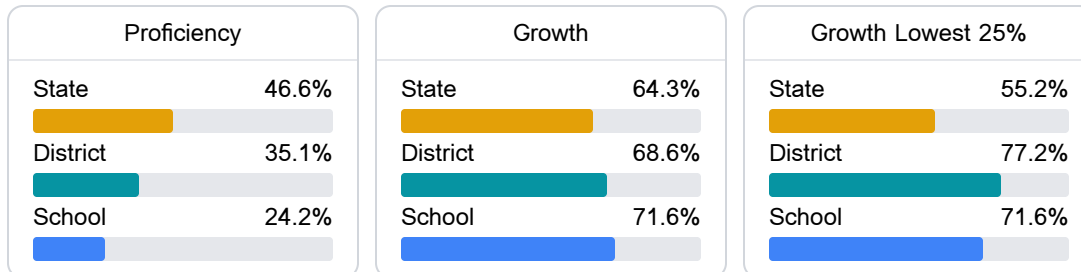 Proficiency
State 46.6%
District 35.1%
School 24.2%
Growth
State 64.3%
District 68.6%
School 71.6%
Growth Lowest 25%
State 55.2%
District 77.2%
School 71.6%